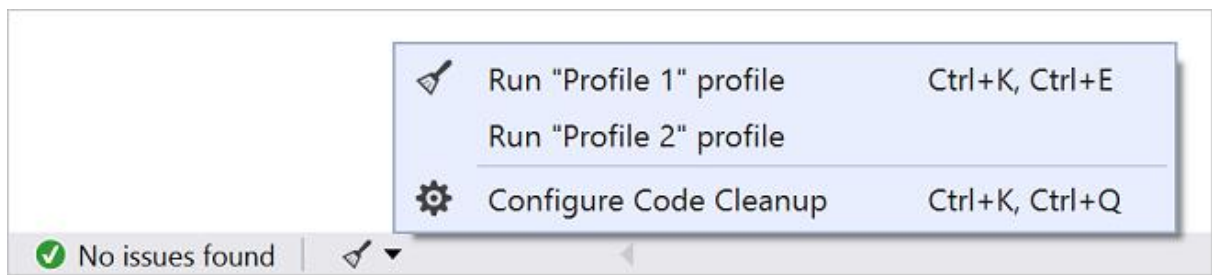 Run "Profile 1" profile Ctrl+K, Ctrl+E
Run "Profile 2" profile
Configure Code Cleanup Ctrl+K, Ctrl+Q
No issues found